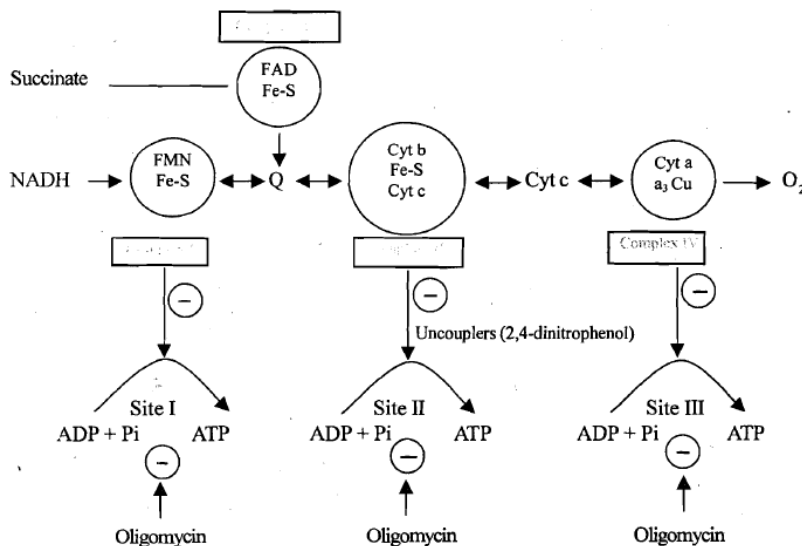 FAD
Fe-S
Succinate
FMN
Fe-S
NADH
Q
Cyt b
Fe-S
Cyt c
Cyt c
Cyt a
a₃ Cu
O₂
Complex IV
−
−
−
Uncouplers (2,4-dinitrophenol)
Site I
Site II
Site III
ADP + Pi
ATP
ADP + Pi
ATP
ADP + Pi
ATP
−
−
−
Oligomycin
Oligomycin
Oligomycin